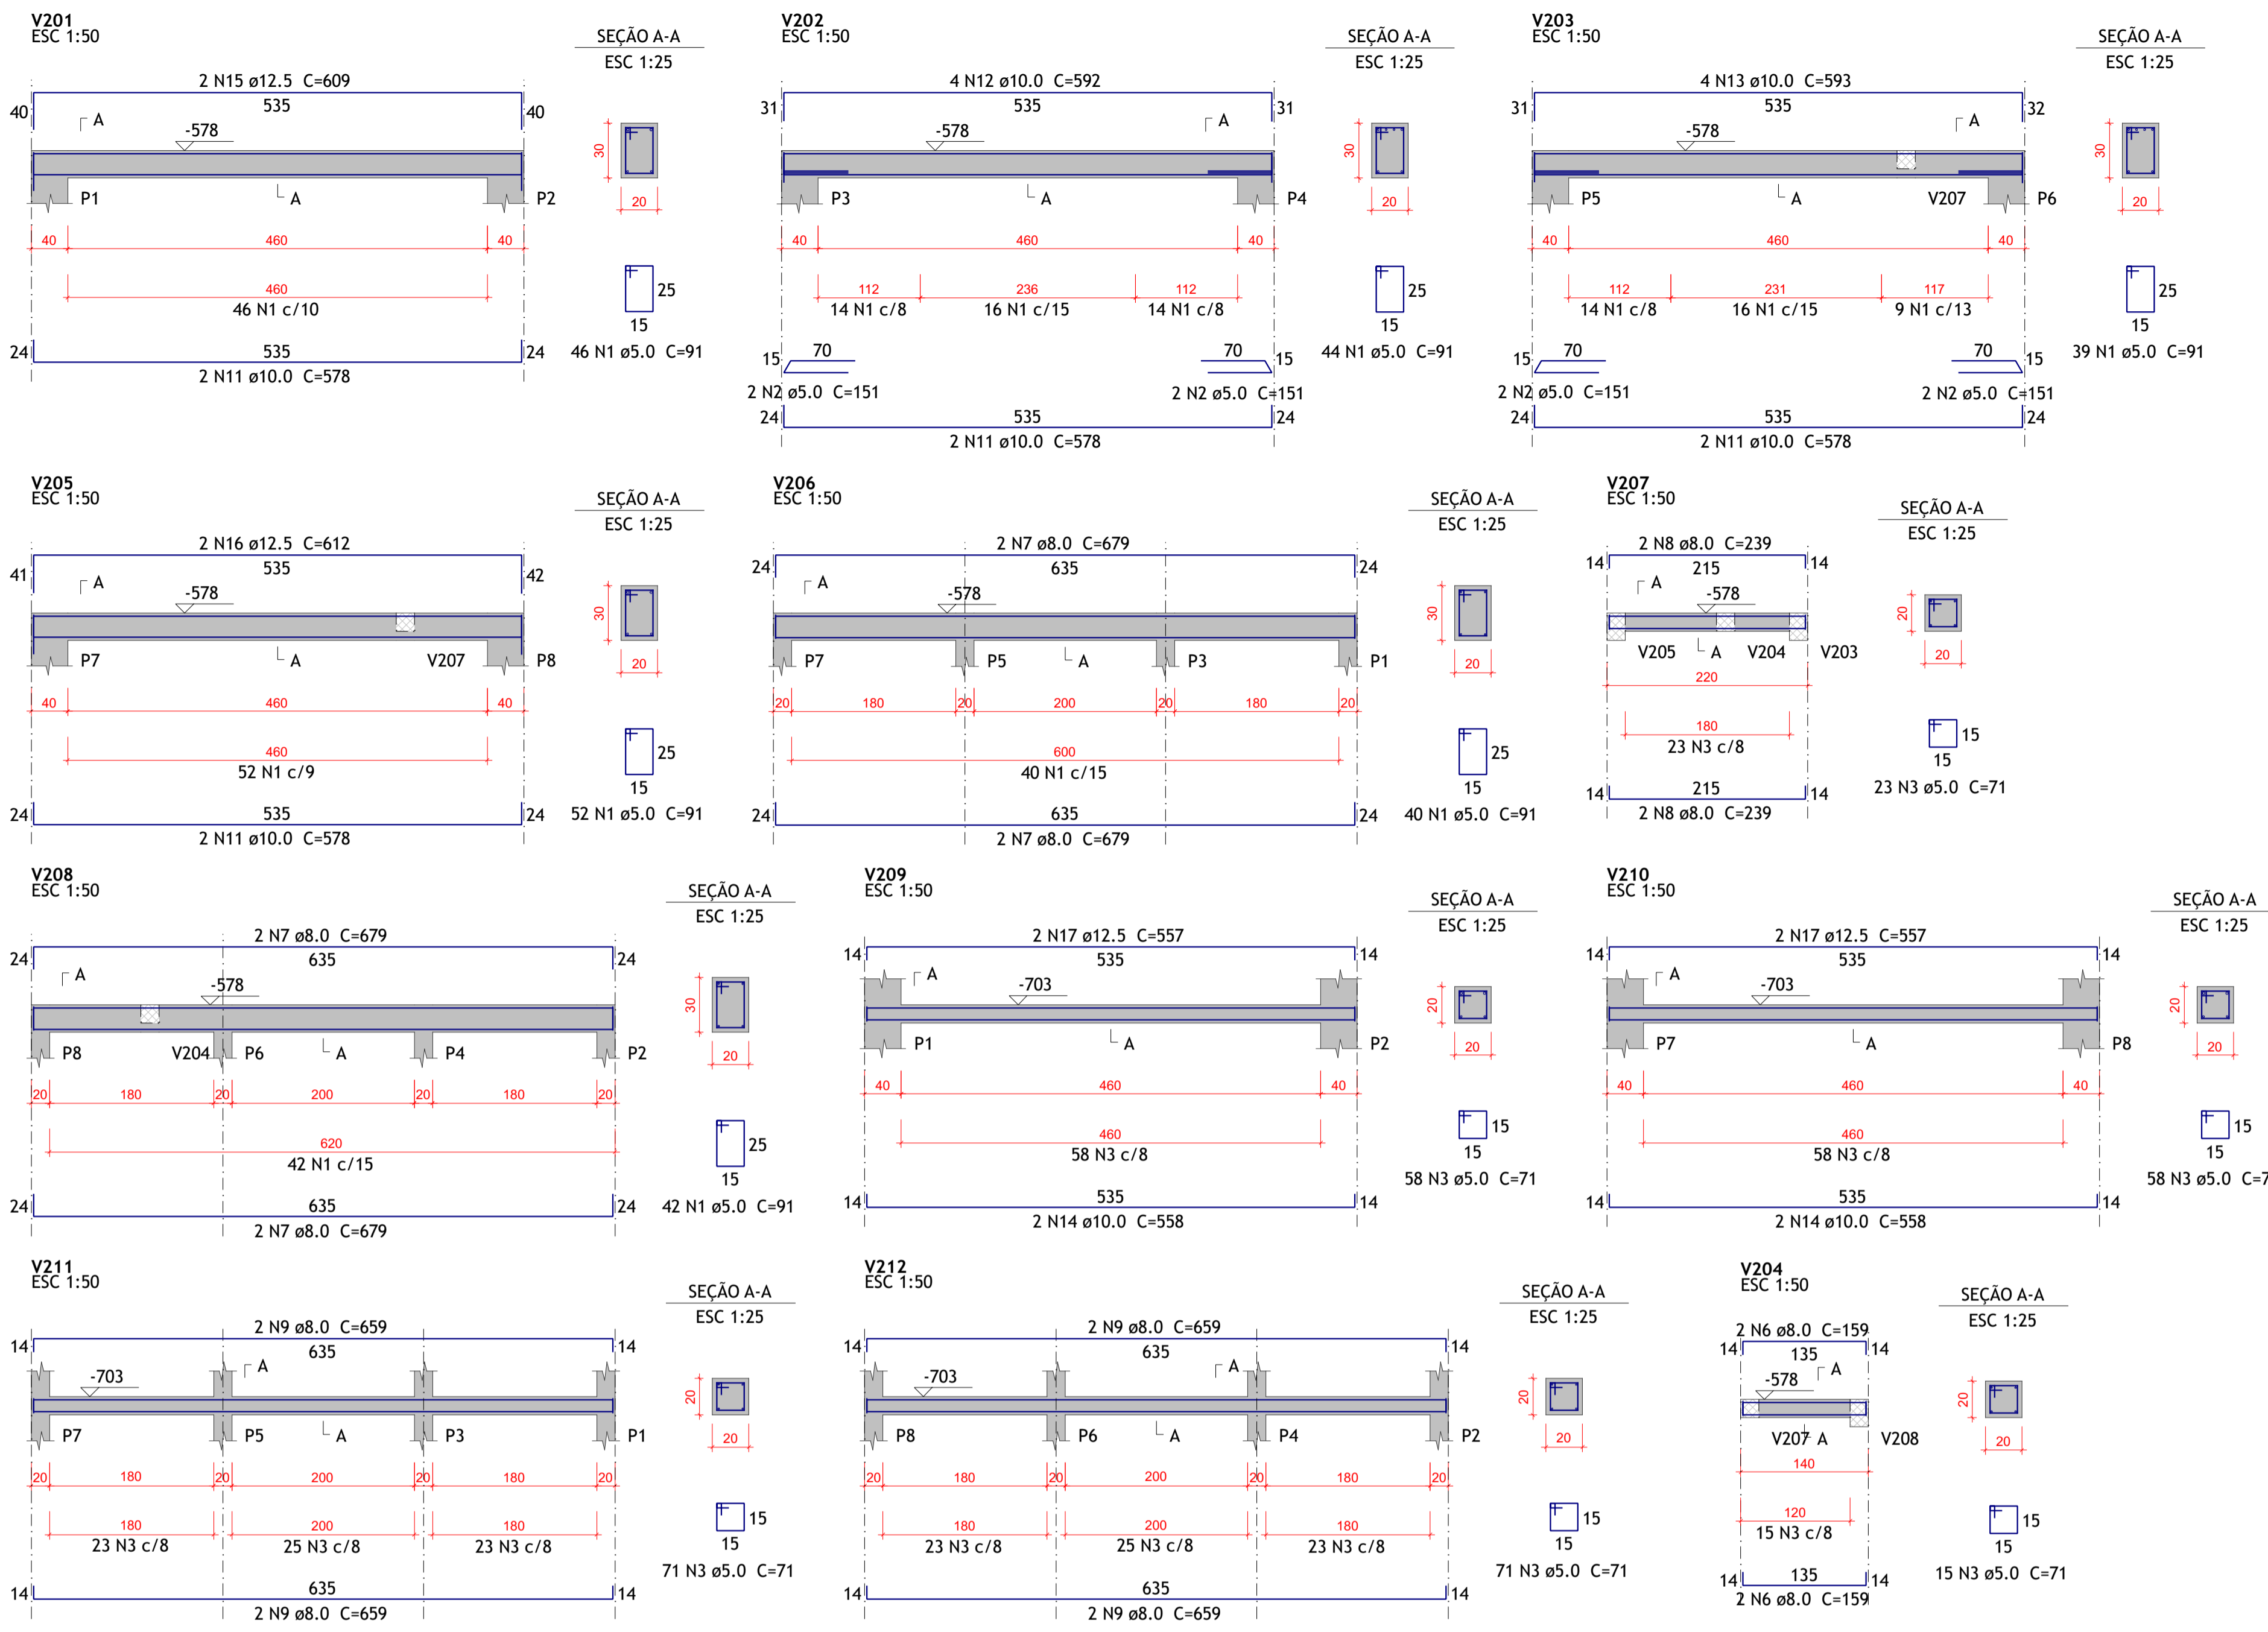 V201
ESC 1:50
SEÇÃO A-A
ESC 1:25
2 N15 ø12.5 C=609
535
40
40
A
-578
30
20
P1
A
P2
40
460
40
460
46 N1 c/10
25
15
46 N1 ø5.0 C=91
24
535
24
2 N11 ø10.0 C=578
V202
ESC 1:50
SEÇÃO A-A
ESC 1:25
4 N12 ø10.0 C=592
535
31
31
A
-578
30
20
P3
A
P4
40
460
40
112
236
112
14 N1 c/8
16 N1 c/15
14 N1 c/8
25
15
44 N1 ø5.0 C=91
15
70
70
15
2 N2 ø5.0 C=151
2 N2 ø5.0 C=151
24
535
24
2 N11 ø10.0 C=578
V203
ESC 1:50
SEÇÃO A-A
ESC 1:25
4 N13 ø10.0 C=593
535
31
32
A
-578
30
20
P5
A
V207
P6
40
460
40
112
231
117
14 N1 c/8
16 N1 c/15
9 N1 c/13
25
15
39 N1 ø5.0 C=91
15
70
70
15
2 N2 ø5.0 C=151
2 N2 ø5.0 C=151
24
535
24
2 N11 ø10.0 C=578
V205
ESC 1:50
SEÇÃO A-A
ESC 1:25
2 N16 ø12.5 C=612
535
41
42
A
-578
30
20
P7
A
V207
P8
40
460
40
460
52 N1 c/9
25
15
52 N1 ø5.0 C=91
24
535
24
2 N11 ø10.0 C=578
V206
ESC 1:50
SEÇÃO A-A
ESC 1:25
2 N7 ø8.0 C=679
635
24
24
A
-578
30
20
P7
P5
A
P3
P1
20
180
20
200
20
180
20
600
40 N1 c/15
25
15
40 N1 ø5.0 C=91
24
635
24
2 N7 ø8.0 C=679
V207
ESC 1:50
SEÇÃO A-A
ESC 1:25
2 N8 ø8.0 C=239
215
14
14
A
-578
20
20
V205
A
V204
V203
220
180
23 N3 c/8
15
15
23 N3 ø5.0 C=71
14
215
14
2 N8 ø8.0 C=239
V208
ESC 1:50
SEÇÃO A-A
ESC 1:25
2 N7 ø8.0 C=679
635
24
24
A
-578
30
20
P8
V204
P6
A
P4
P2
20
180
20
200
20
180
20
620
42 N1 c/15
25
15
42 N1 ø5.0 C=91
24
635
24
2 N7 ø8.0 C=679
V209
ESC 1:50
SEÇÃO A-A
ESC 1:25
2 N17 ø12.5 C=557
535
14
14
A
-703
20
20
P1
A
P2
40
460
40
460
58 N3 c/8
15
15
58 N3 ø5.0 C=71
14
535
14
2 N14 ø10.0 C=558
V210
ESC 1:50
SEÇÃO A-A
ESC 1:25
2 N17 ø12.5 C=557
535
14
14
A
-703
20
20
P7
A
P8
40
460
40
460
58 N3 c/8
15
15
58 N3 ø5.0 C=7
14
535
14
2 N14 ø10.0 C=558
V211
ESC 1:50
SEÇÃO A-A
ESC 1:25
2 N9 ø8.0 C=659
635
14
14
A
-703
20
20
P7
P5
A
P3
P1
20
180
20
200
20
180
20
180
200
180
23 N3 c/8
25 N3 c/8
23 N3 c/8
15
15
71 N3 ø5.0 C=71
14
635
14
2 N9 ø8.0 C=659
V212
ESC 1:50
SEÇÃO A-A
ESC 1:25
2 N9 ø8.0 C=659
635
14
14
A
-703
20
20
P8
P6
A
P4
P2
20
180
20
200
20
180
20
180
200
180
23 N3 c/8
25 N3 c/8
23 N3 c/8
15
15
71 N3 ø5.0 C=71
14
635
14
2 N9 ø8.0 C=659
V204
ESC 1:50
SEÇÃO A-A
ESC 1:25
2 N6 ø8.0 C=159
135
14
14
A
-578
20
20
V207
A
V208
140
120
15 N3 c/8
15
15
15 N3 ø5.0 C=71
14
135
14
2 N6 ø8.0 C=159